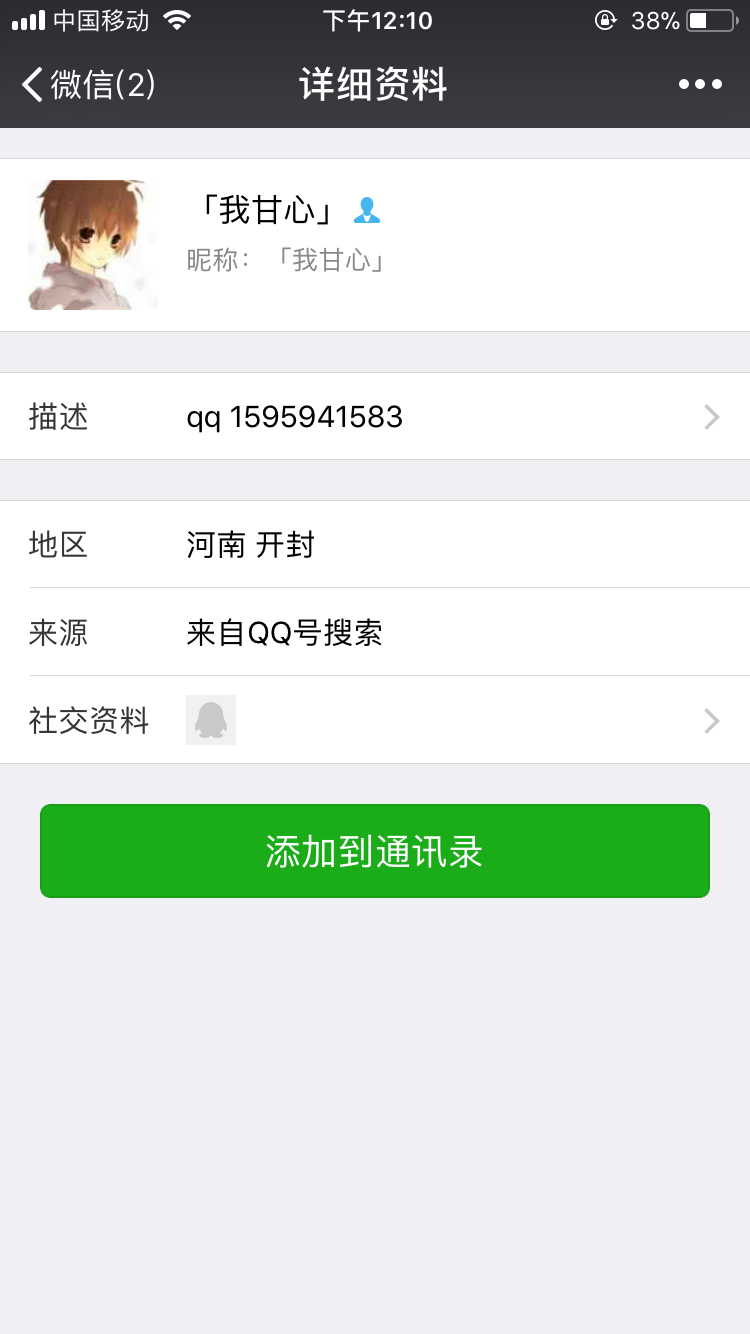 中国移动 下午12:10 38%
微信(2) 详细资料
「我甘心」
昵称：「我甘心」
描述 qq 1595941583
地区 河南 开封
来源 来自QQ号搜索
社交资料
添加到通讯录